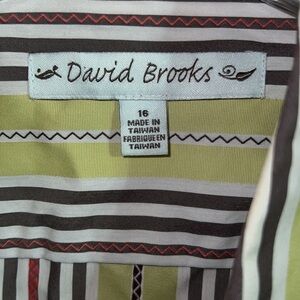 David Brooks
16
MADE IN
TAIWAN
FABRIQUE EN
TAIWAN